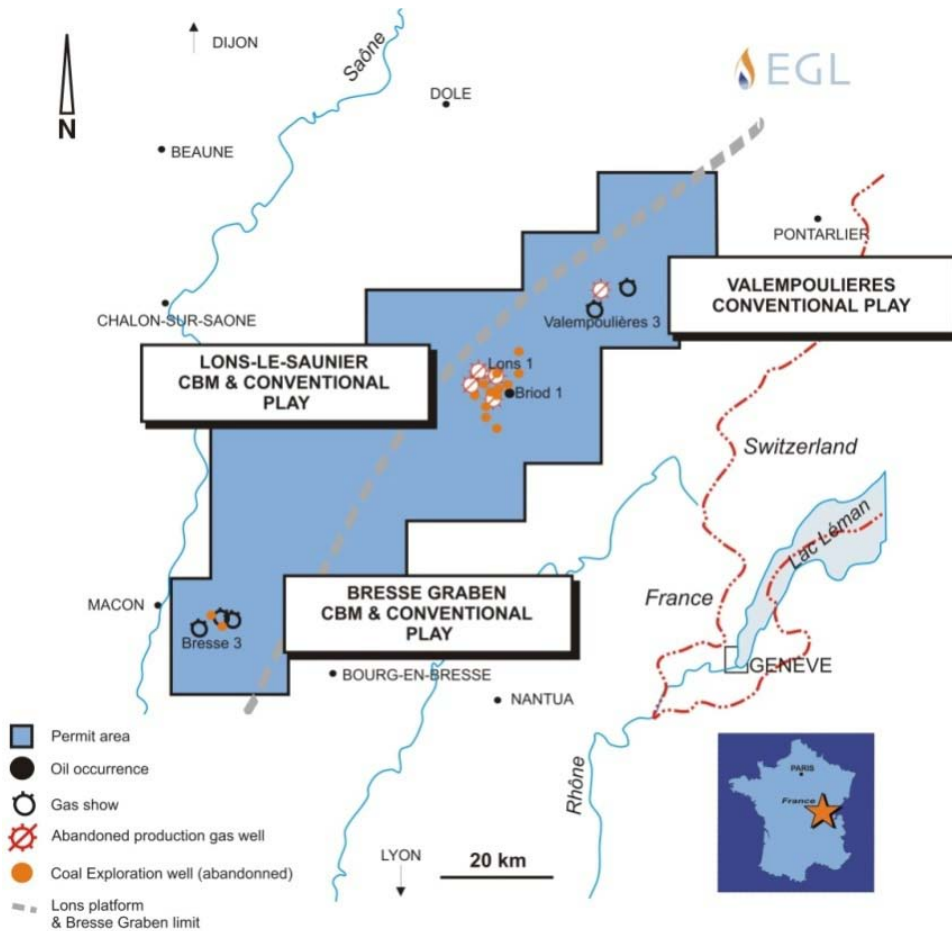 DIJON
Saône
EGL
DOLE
N
BEAUNE
PONTARLIER
CHALON-SUR-SAONE
VALEMPOULIERES
CONVENTIONAL PLAY
Valempoulières 3
LONS-LE-SAUNIER
CBM & CONVENTIONAL
PLAY
Lons 1
Briod 1
Switzerland
Lac Léman
France
BRESSE GRABEN
CBM & CONVENTIONAL
PLAY
MACON
Bresse 3
GENÈVE
BOURG-EN-BRESSE
NANTUA
Permit area
Oil occurrence
Gas show
Abandoned production gas well
Coal Exploration well (abandonned)
Lons platform
& Bresse Graben limit
LYON
20 km
Rhône
PARIS
France